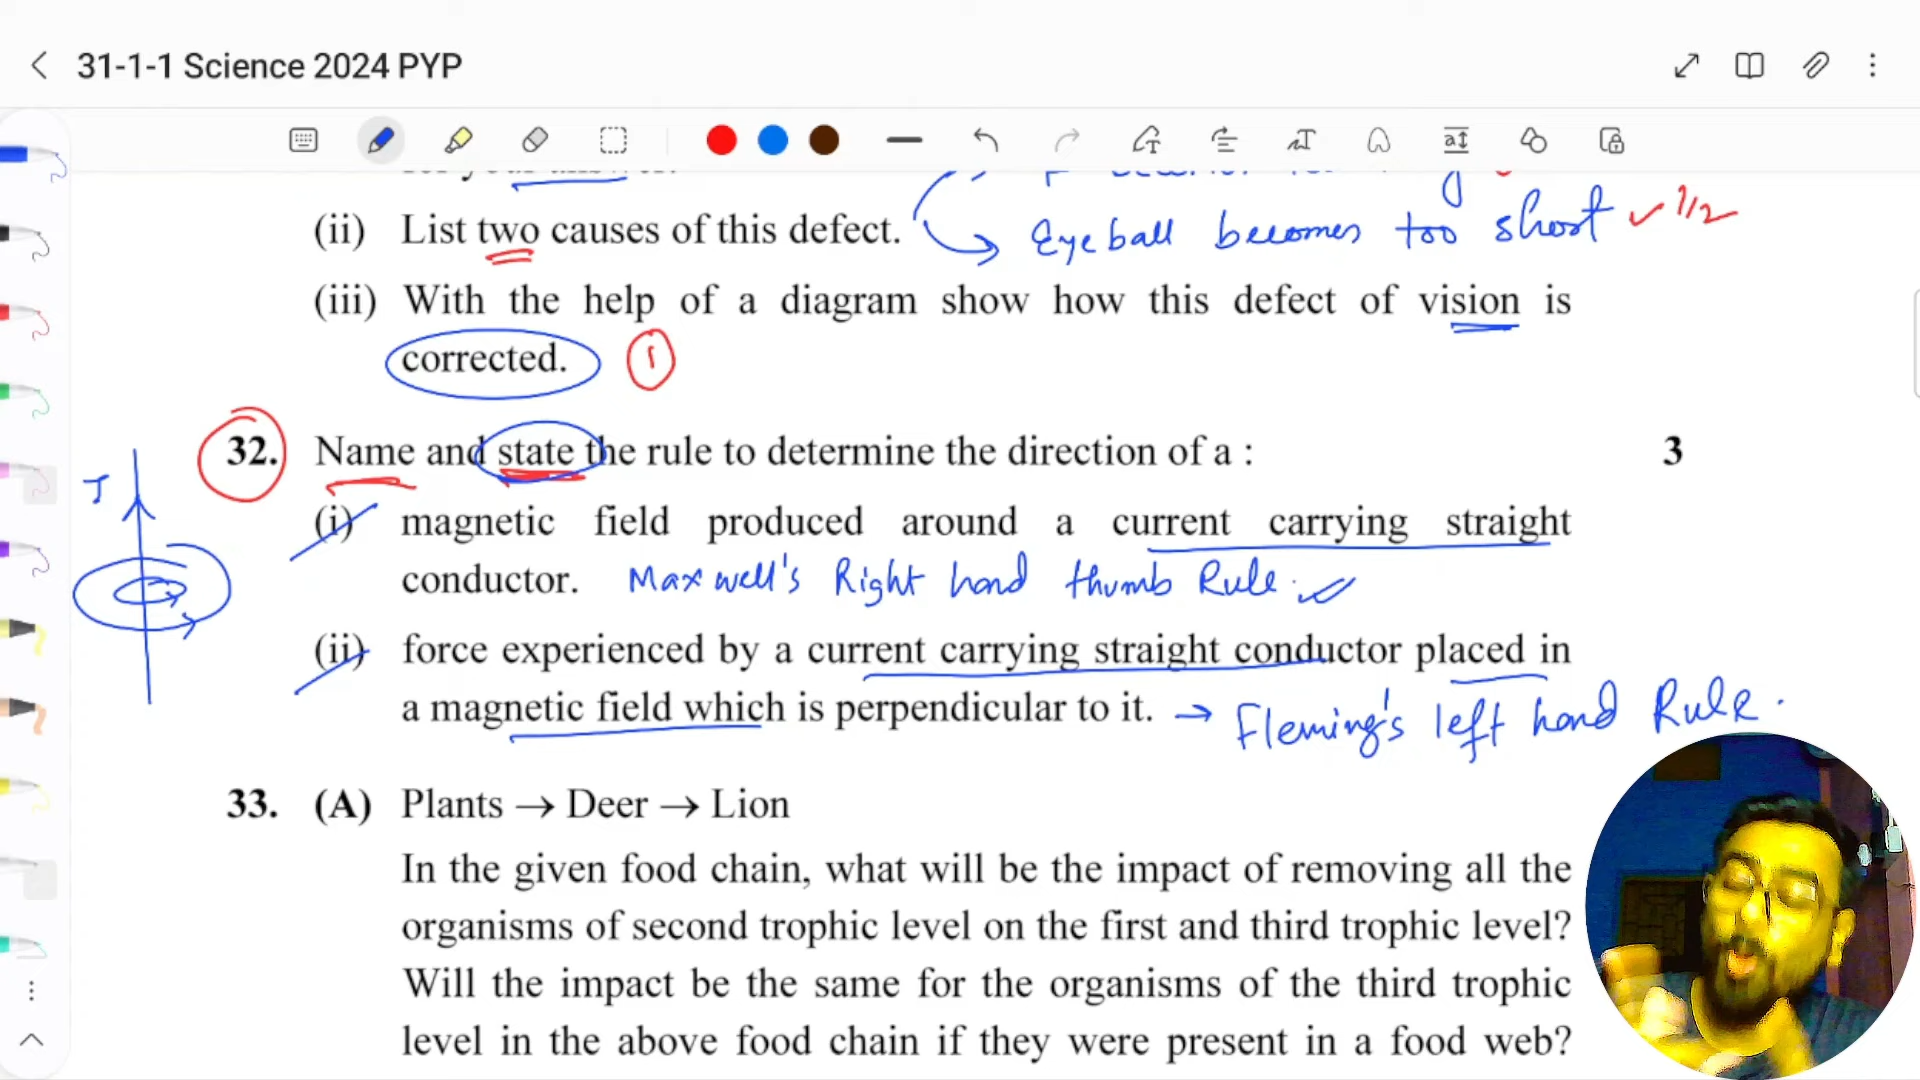 31-1-1 Science 2024 PYP
(ii) List two causes of this defect. Eyeball becomes too short ✓ 1/2
(iii) With the help of a diagram show how this defect of vision is
corrected. 1
32. Name and state the rule to determine the direction of a : 3
I
(i) magnetic field produced around a current carrying straight
conductor. Maxwell's Right hand thumb Rule.
(ii) force experienced by a current carrying straight conductor placed in
a magnetic field which is perpendicular to it. → Fleming's left hand Rule.
33. (A) Plants → Deer → Lion
In the given food chain, what will be the impact of removing all the
organisms of second trophic level on the first and third trophic level?
Will the impact be the same for the organisms of the third trophic
level in the above food chain if they were present in a food web?